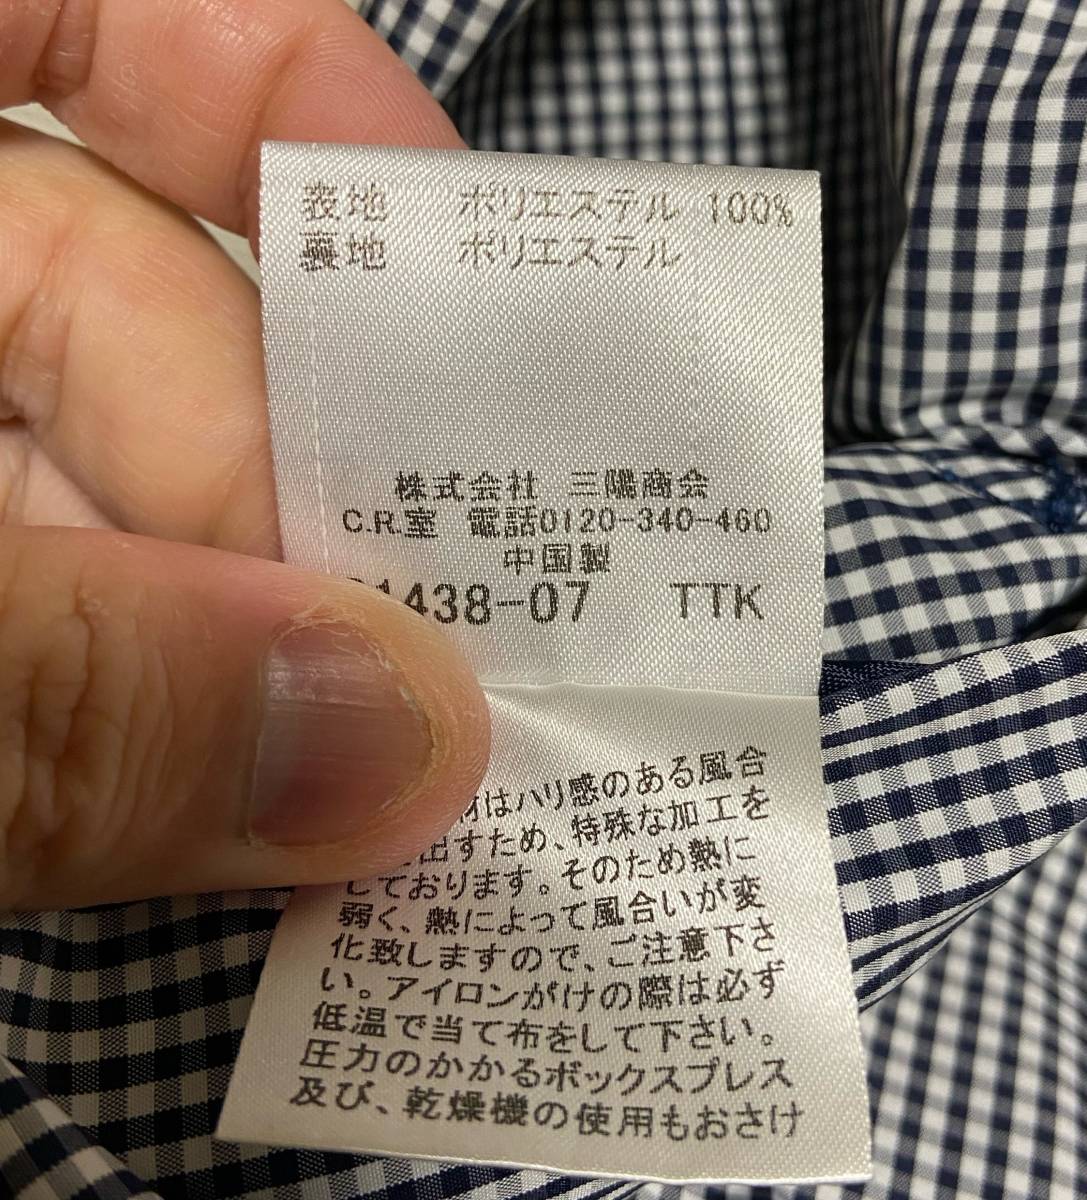 表地 ポリエステル 100%
裏地 ポリエステル
株式会社 三陽商会
C.R.室 電話0120-340-460
中国製
1438-07 TTK
はハリ感のある風合
出すため、特殊な加工を
しております。そのため熱に
弱く、熱によって風合いが変
化致しますので、ご注意下さ
い。アイロンがけの際は必ず
低温で当て布をして下さい。
圧力のかかるボックスプレス
及び、乾燥機の使用もおさけ